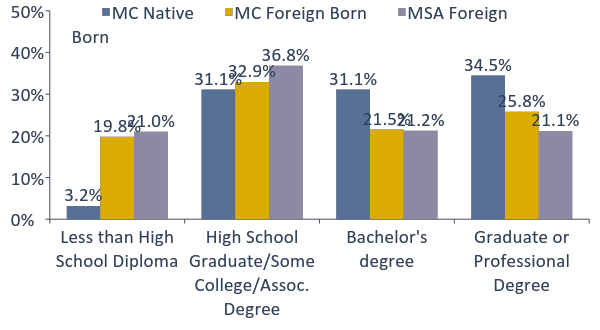 50%
MC Native MC Foreign Born MSA Foreign
Born
40%
30%
20%
10%
0%
3.2% 19.8% 21.0%
31.1% 32.9% 36.8%
31.1% 21.5% 21.2%
34.5% 25.8% 21.1%
Less than High
School Diploma
High School
Graduate/Some
College/Assoc.
Degree
Bachelor's
degree
Graduate or
Professional
Degree